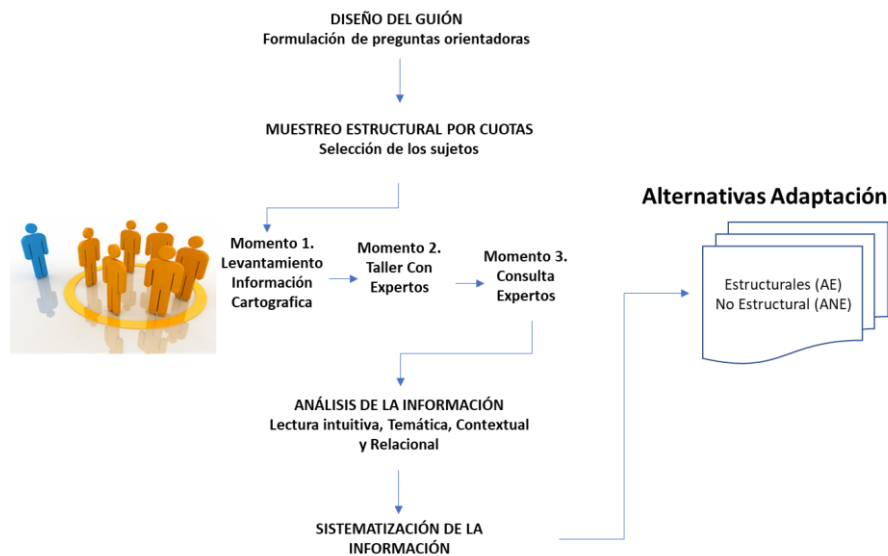 DISEÑO DEL GUIÓN
Formulación de preguntas orientadoras
MUESTREO ESTRUCTURAL POR CUOTAS
Selección de los sujetos
Momento 1.
Levantamiento
Información
Cartografica
Momento 2.
Taller Con
Expertos
Momento 3.
Consulta
Expertos
Alternativas Adaptación
Estructurales (AE)
No Estructural (ANE)
ANÁLISIS DE LA INFORMACIÓN
Lectura intuitiva, Temática, Contextual
y Relacional
SISTEMATIZACIÓN DE LA
INFORMACIÓN